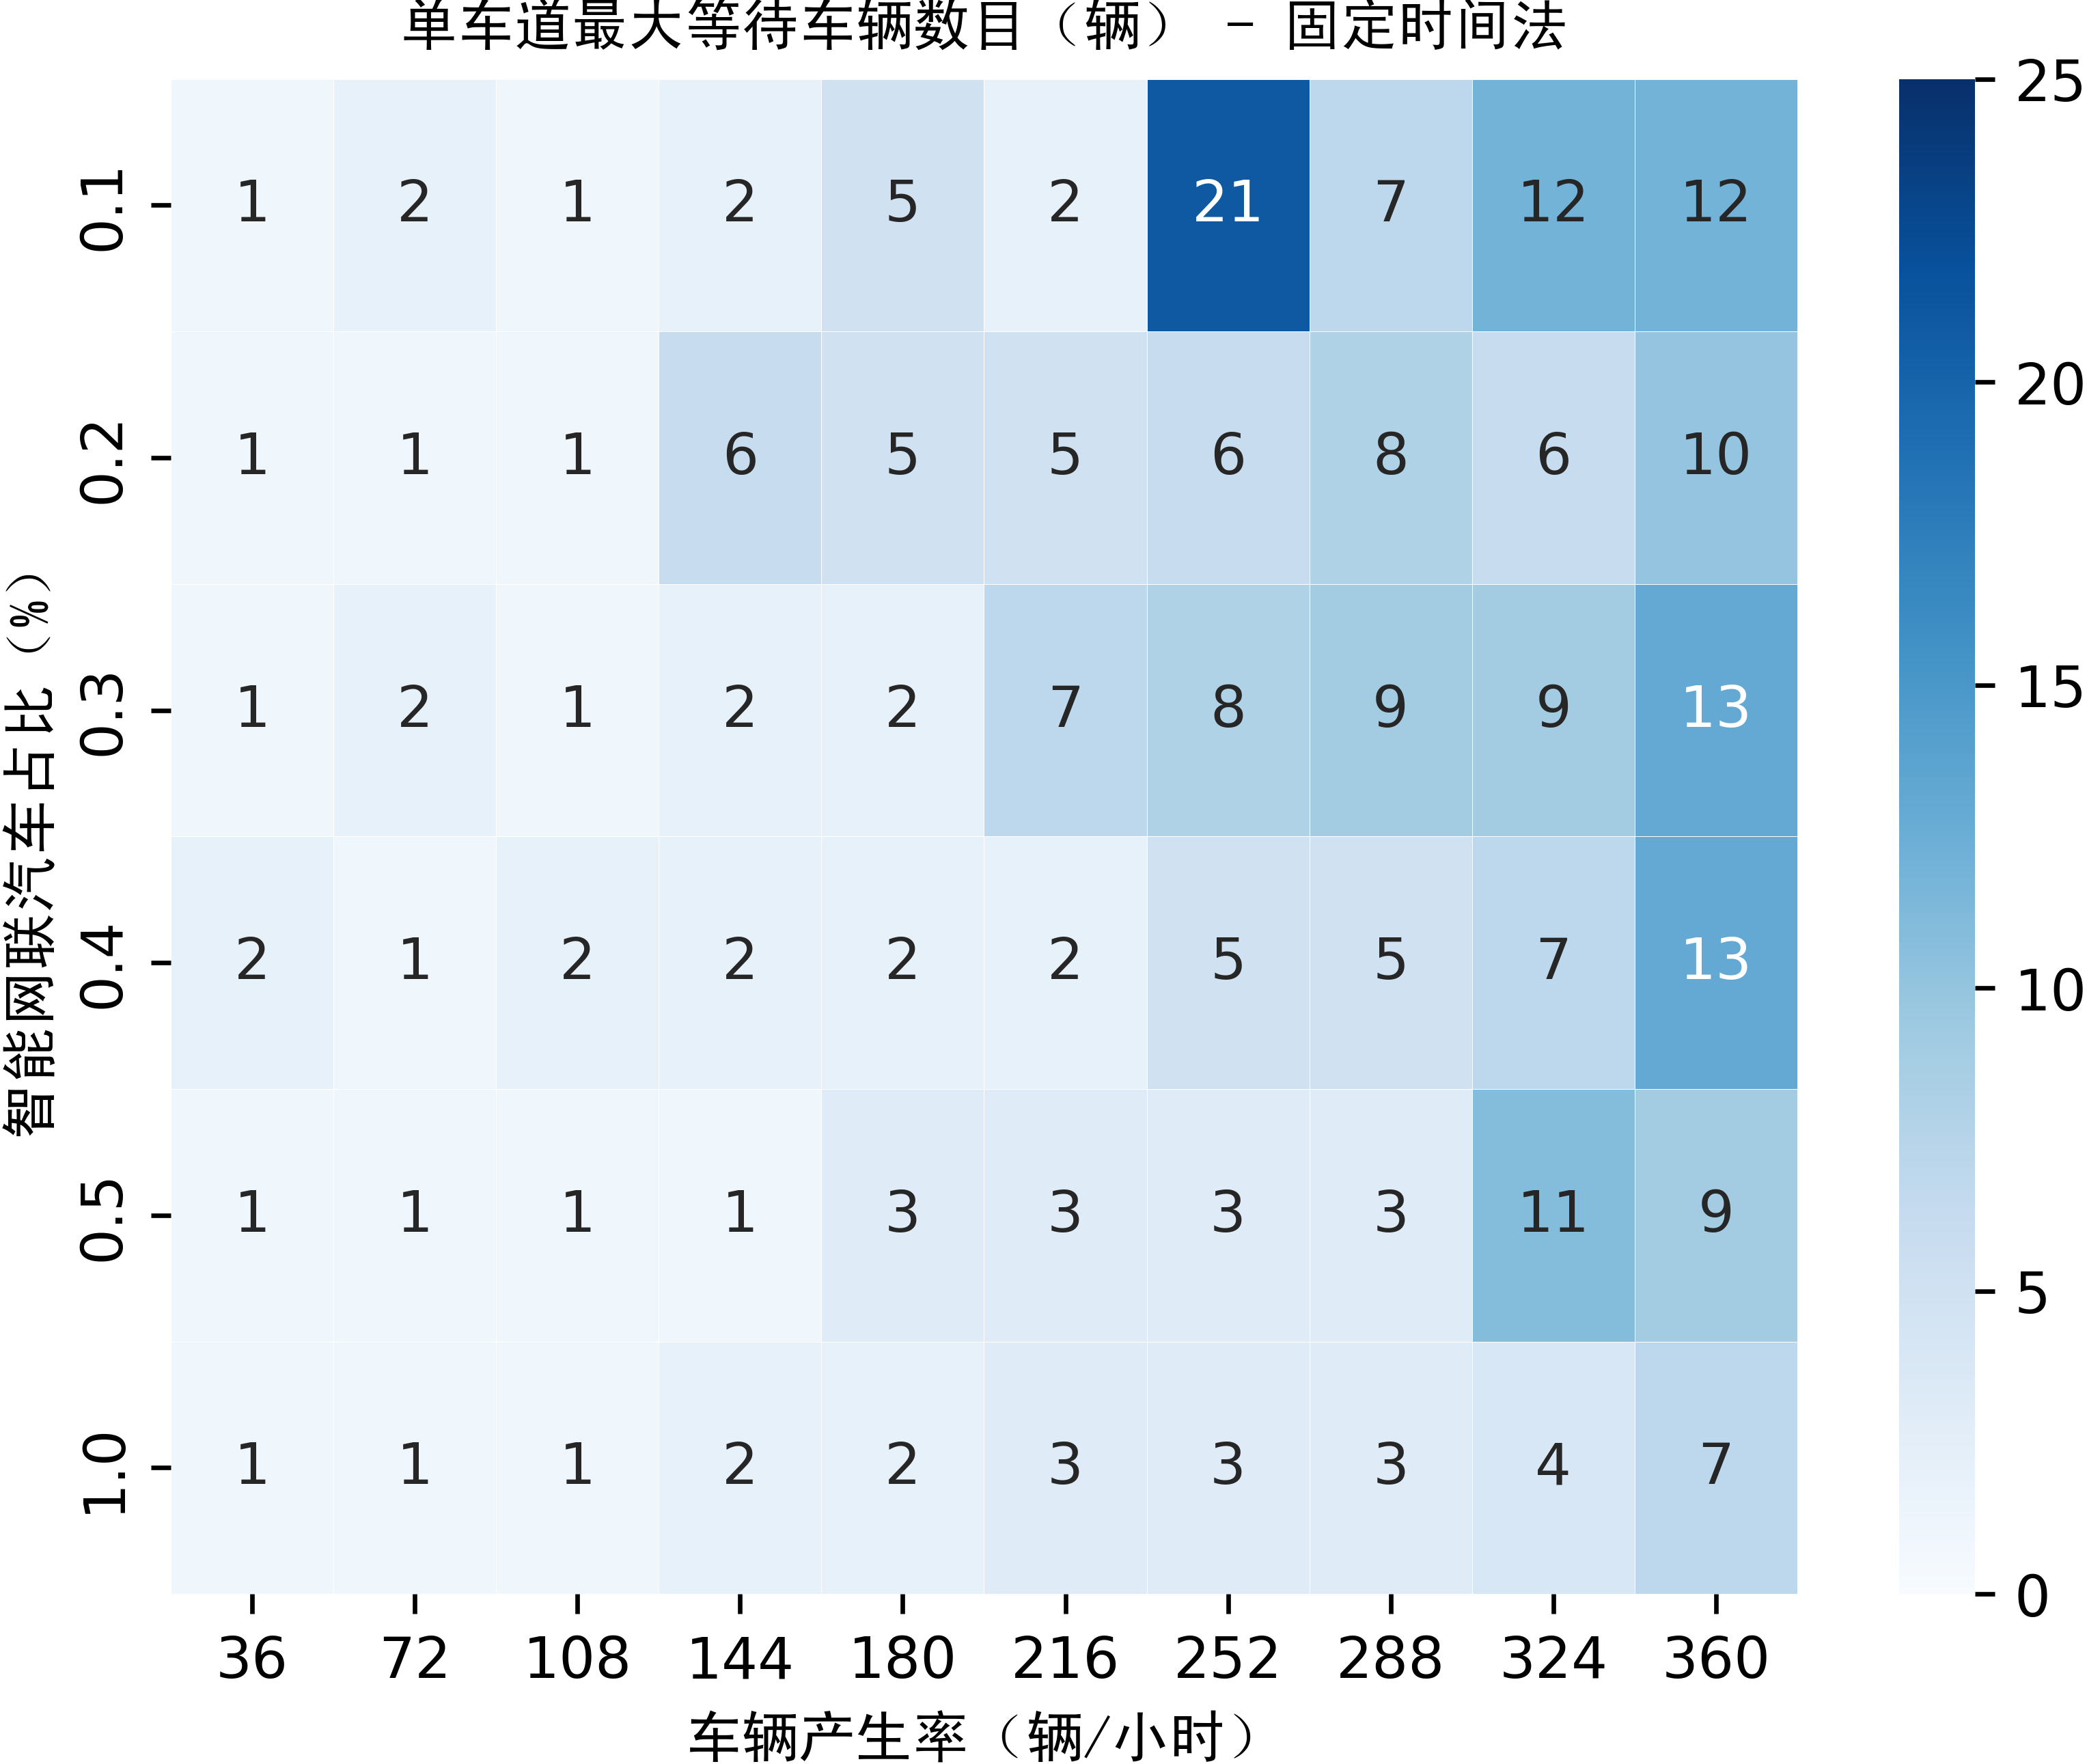 单车道最大等待车辆数目（辆） - 固定时间法
智能网联汽车占比（%）
0.1 1 2 1 2 5 2 21 7 12 12
0.2 1 1 1 6 5 5 6 8 6 10
0.3 1 2 1 2 2 7 8 9 9 13
0.4 2 1 2 2 2 2 5 5 7 13
0.5 1 1 1 1 3 3 3 3 11 9
1.0 1 1 1 2 2 3 3 3 4 7
36 72 108 144 180 216 252 288 324 360
车辆产生率（辆/小时）
25
20
15
10
5
0